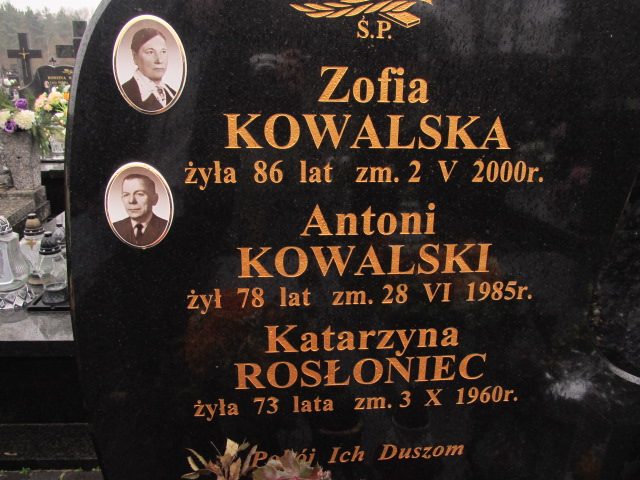 Ś.P.
Zofia
KOWALSKA
żyła 86 lat zm. 2 V 2000r.
Antoni
KOWALSKI
żył 78 lat zm. 28 VI 1985r.
Katarzyna
ROSŁONIEC
żyła 73 lata zm. 3 X 1960r.
Pokój Ich Duszom